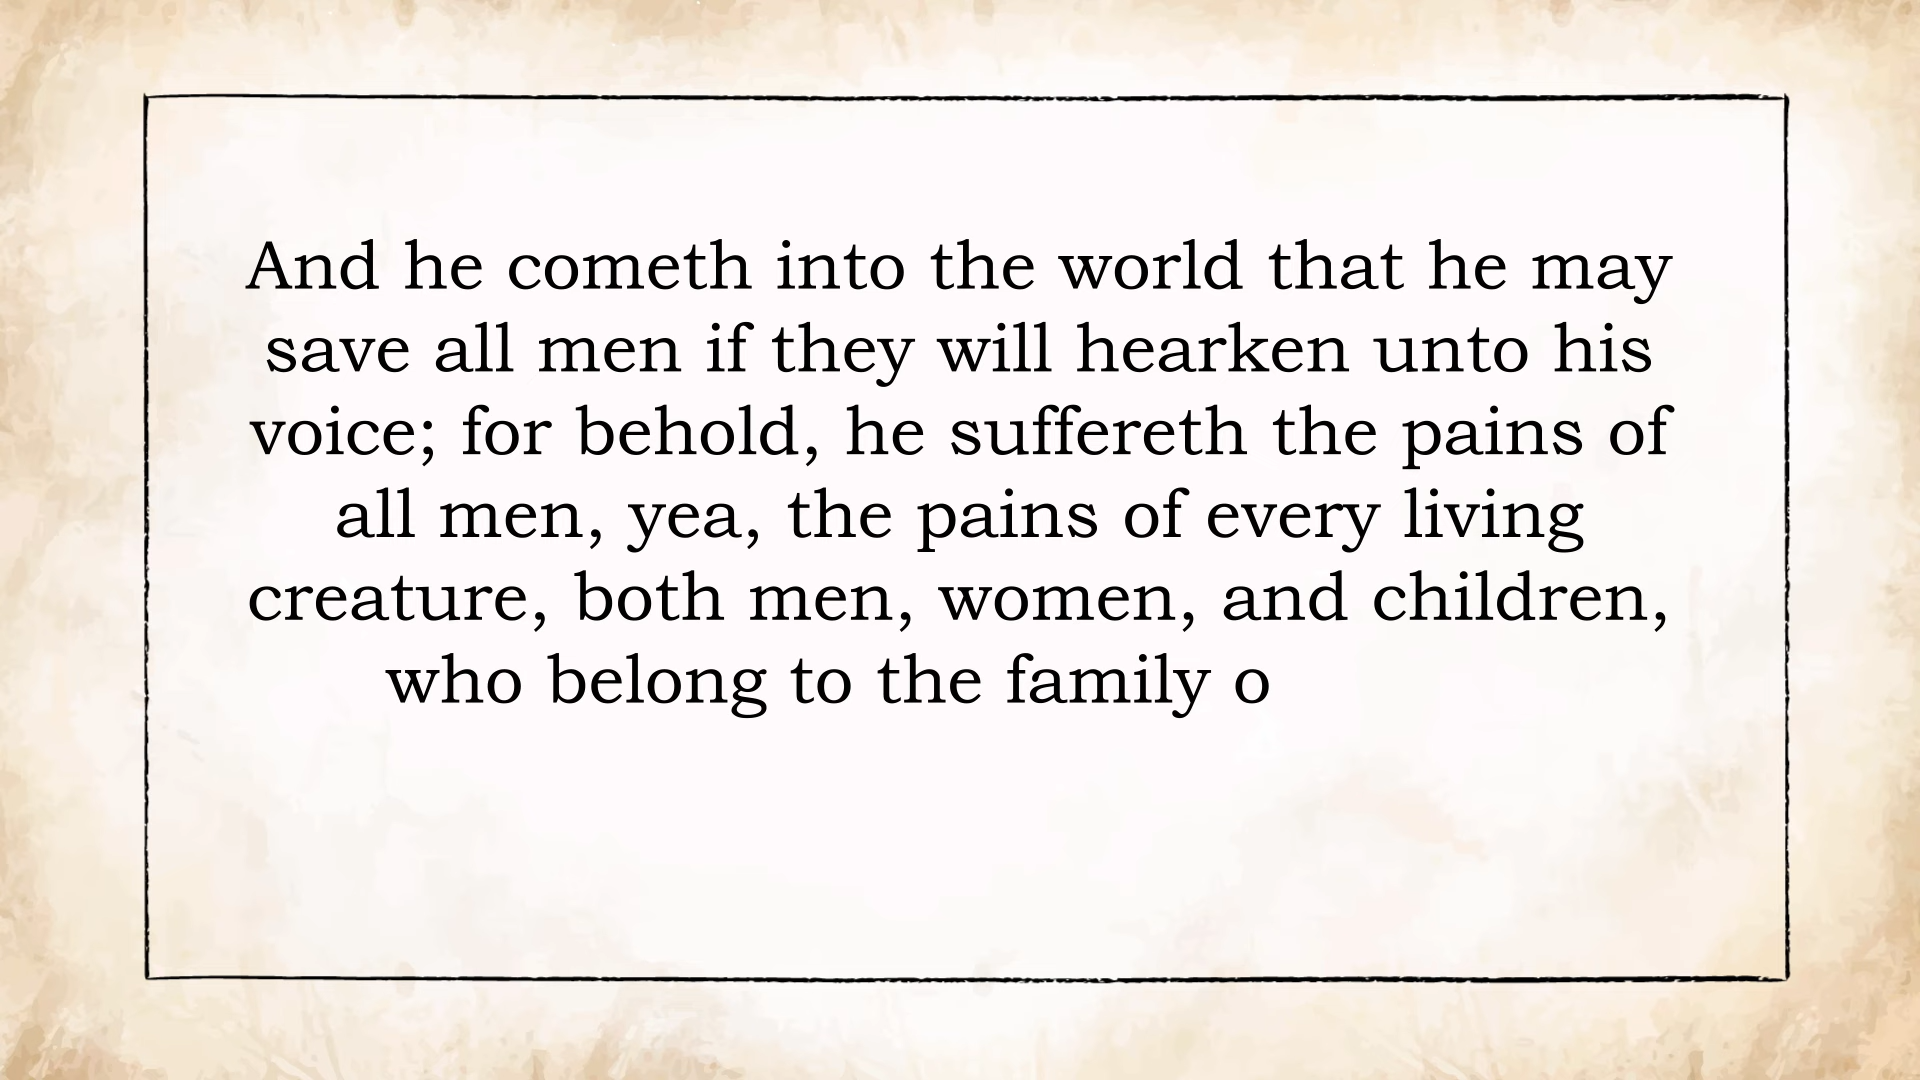 And he cometh into the world that he may
save all men if they will hearken unto his
voice; for behold, he suffereth the pains of
all men, yea, the pains of every living
creature, both men, women, and children,
who belong to the family o